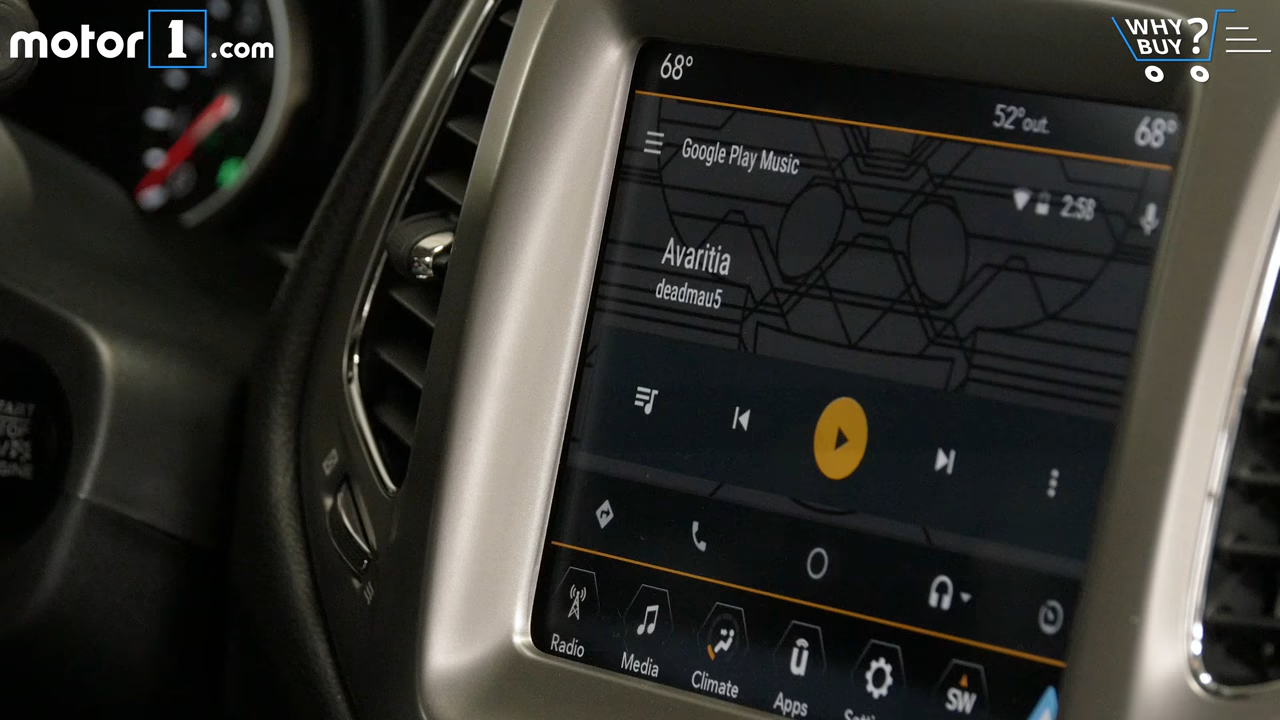 motor1.com
WHY BUY?
68°
52°out.
68°
Google Play Music
2:58
Avaritia
deadmau5
Radio
Media
Climate
Apps
SW